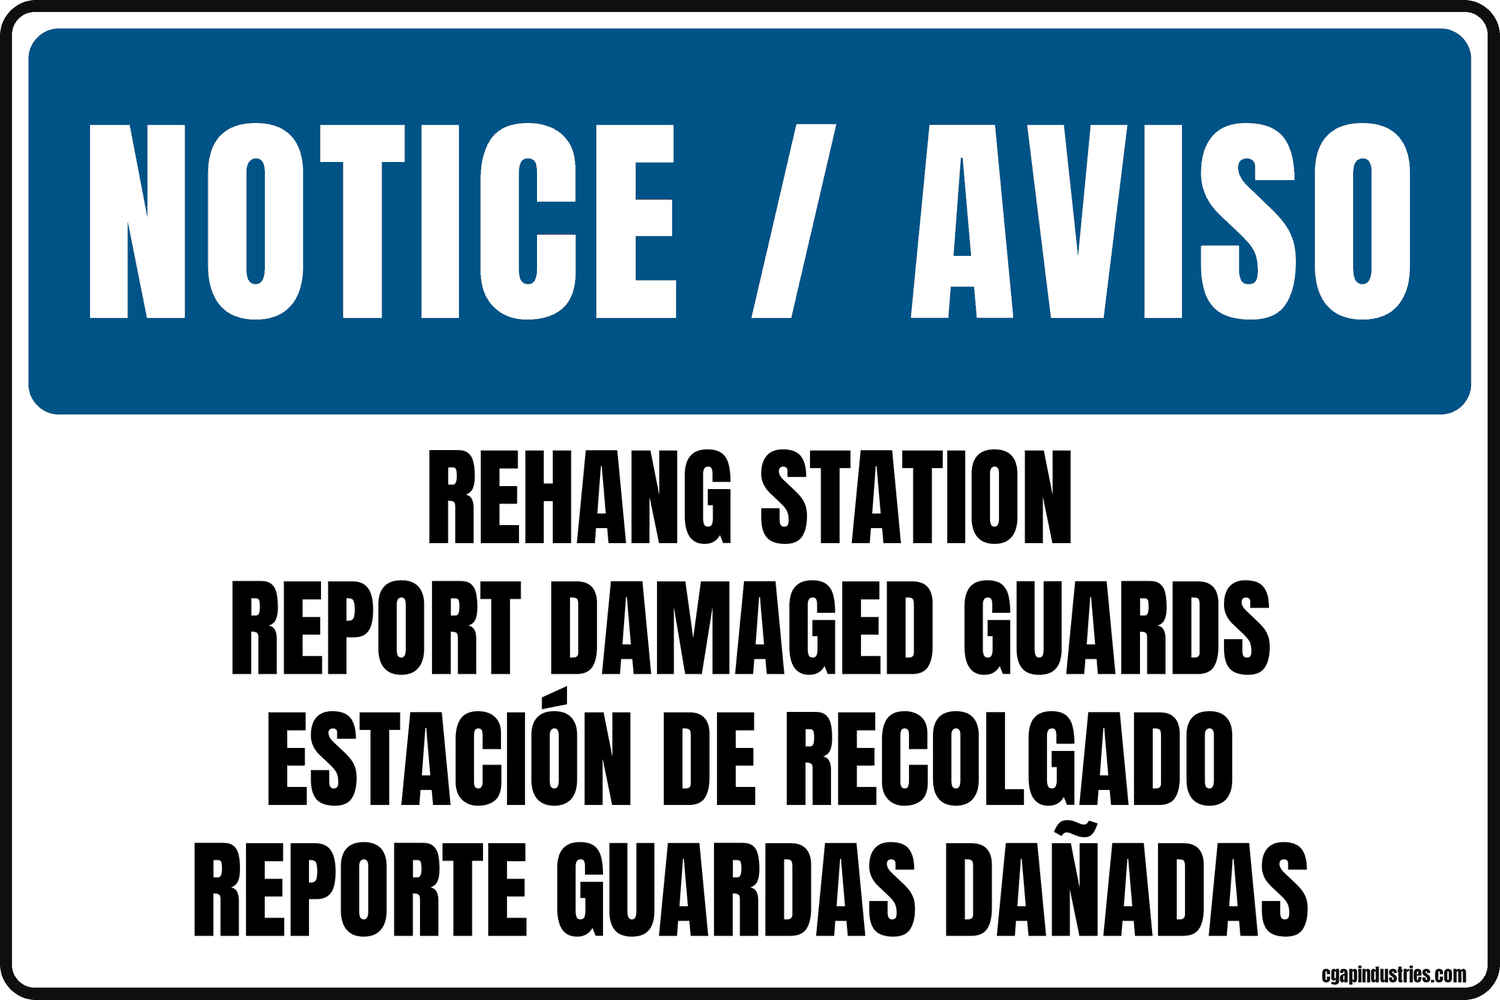 NOTICE / AVISO
REHANG STATION
REPORT DAMAGED GUARDS
ESTACIÓN DE RECOLGADO
REPORTE GUARDAS DAÑADAS
cgapindustries.com